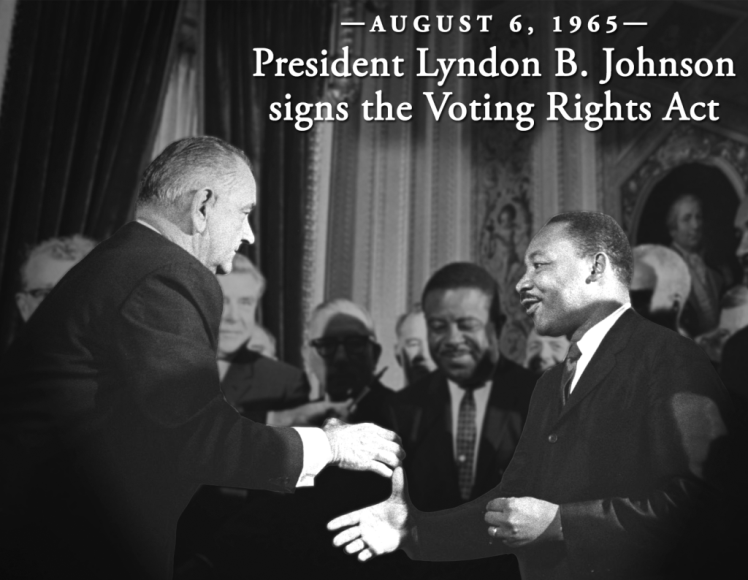 —AUGUST 6, 1965—
President Lyndon B. Johnson
signs the Voting Rights Act